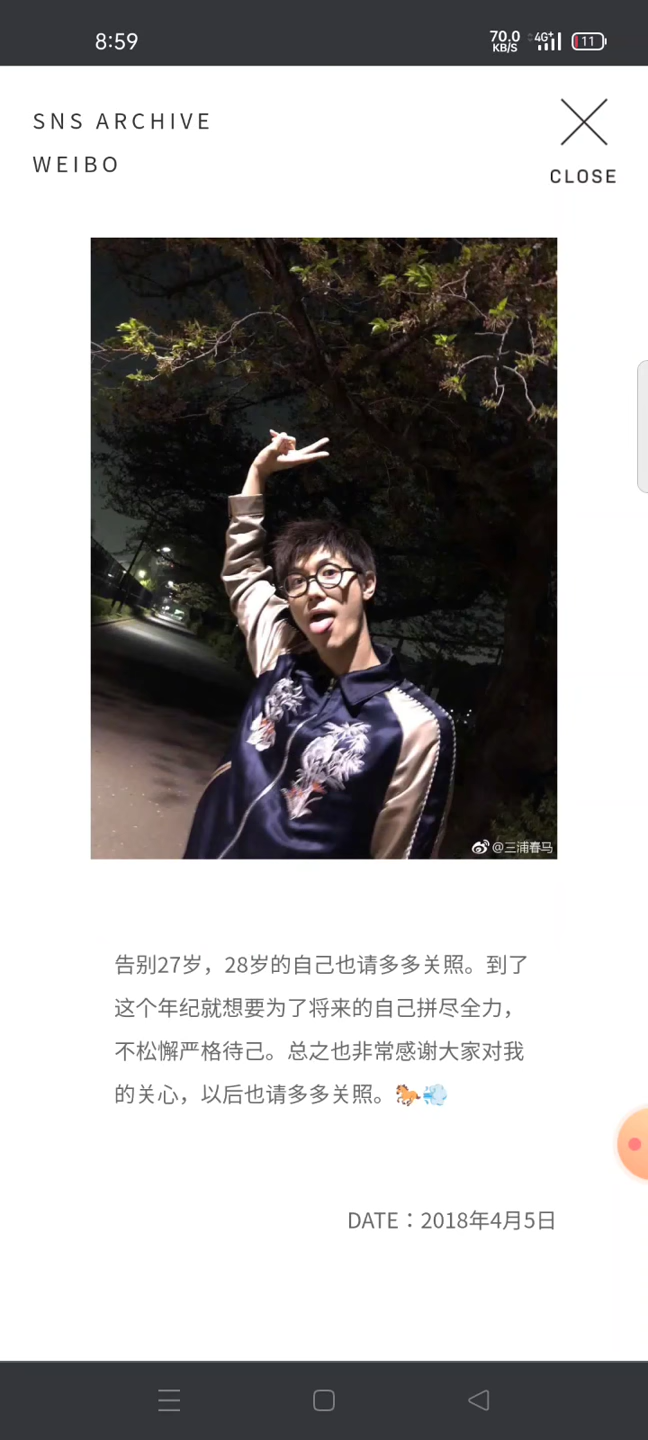 8:59
70.0
KB/S
4G+
11
SNS ARCHIVE
WEIBO
CLOSE
@三浦春马
告别27岁，28岁的自己也请多多关照。到了
这个年纪就想要为了将来的自己拼尽全力，
不松懈严格待己。总之也非常感谢大家对我
的关心，以后也请多多关照。🐎💨
DATE：2018年4月5日